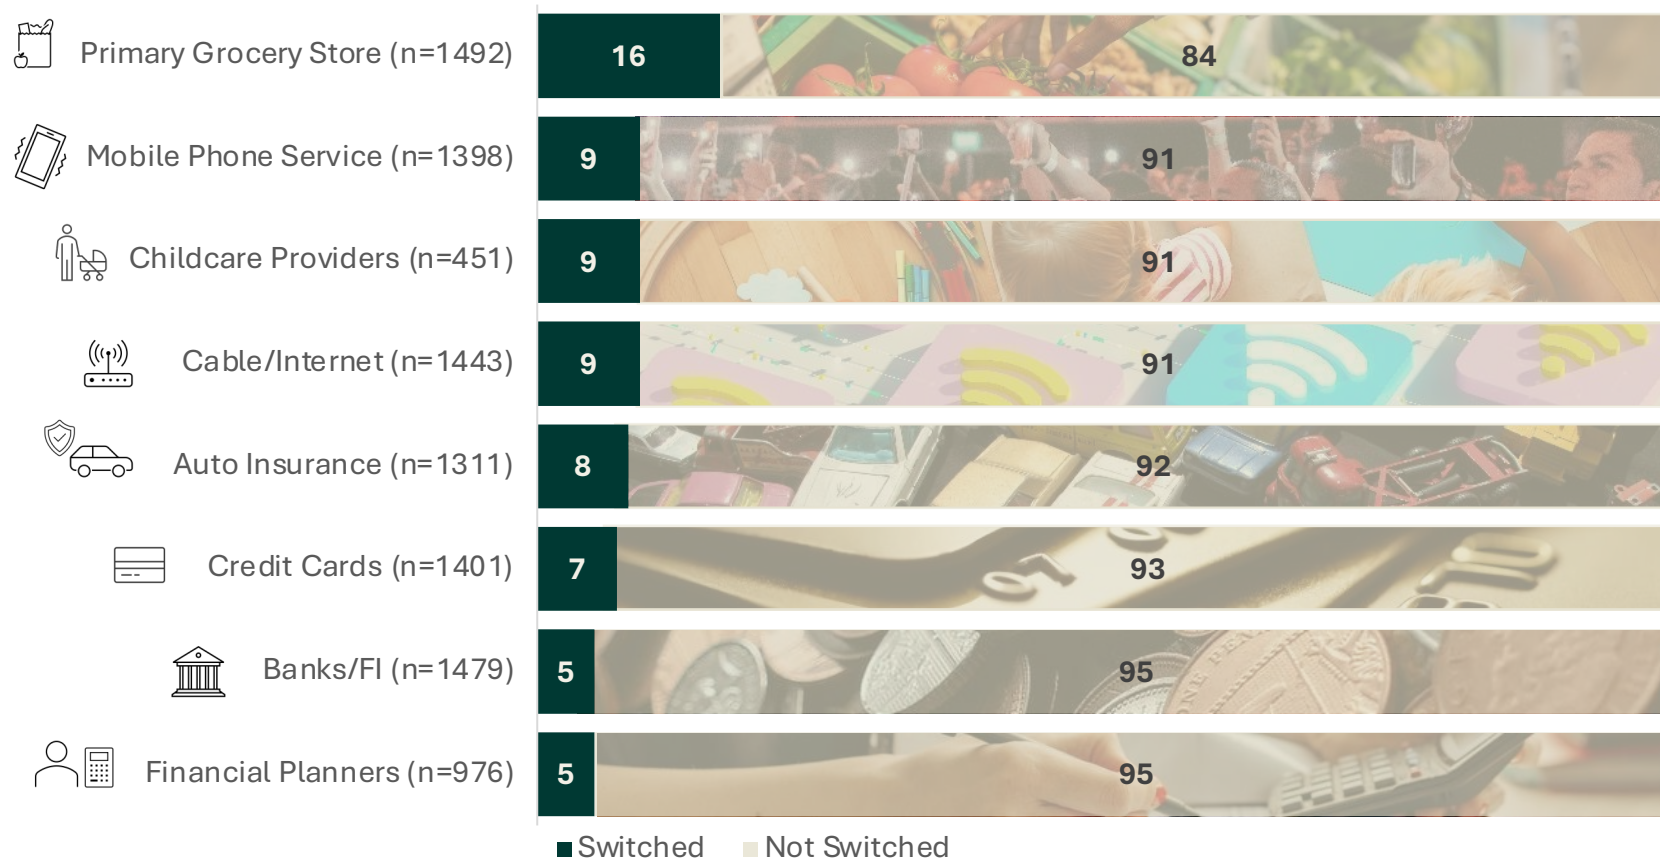 Primary Grocery Store (n=1492) 16 84
Mobile Phone Service (n=1398) 9 91
Childcare Providers (n=451) 9 91
Cable/Internet (n=1443) 9 91
Auto Insurance (n=1311) 8 92
Credit Cards (n=1401) 7 93
Banks/FI (n=1479) 5 95
Financial Planners (n=976) 5 95
Switched Not Switched